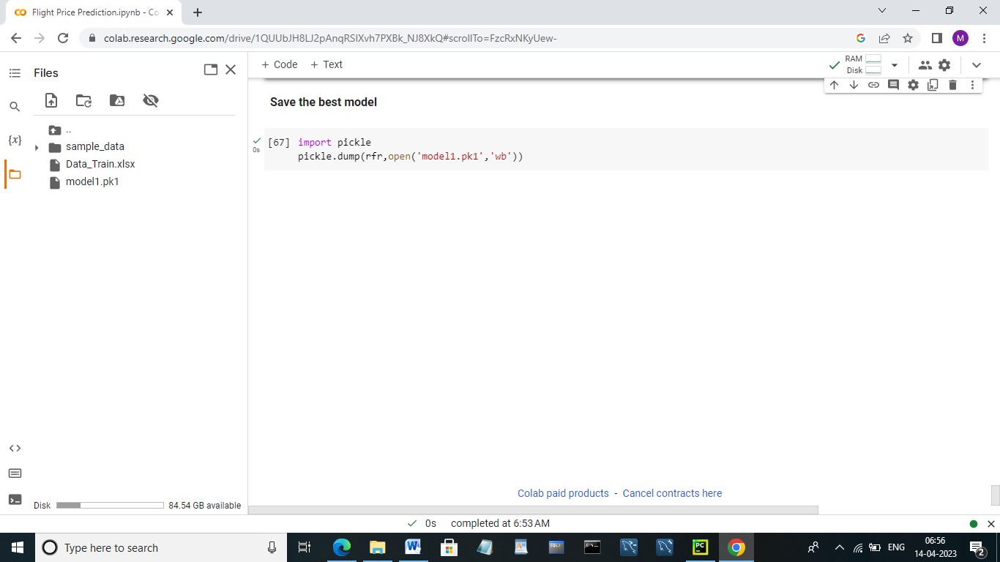 Flight Price Prediction.ipynb - Co
colab.research.google.com/drive/1QUUbJH8LJ2pAnqRSIXvh7PXBk_NJ8XkQ#scrollTo=FzcRxNKyUew-
M
Files
+ Code + Text
RAM
Disk
Save the best model
{x}
..
sample_data
Data_Train.xlsx
model1.pk1
0s
[67] import pickle
pickle.dump(rfr,open('model1.pk1','wb'))
Colab paid products - Cancel contracts here
Disk 84.54 GB available
0s completed at 6:53 AM
Type here to search
PC
ENG
06:56
14-04-2023
2